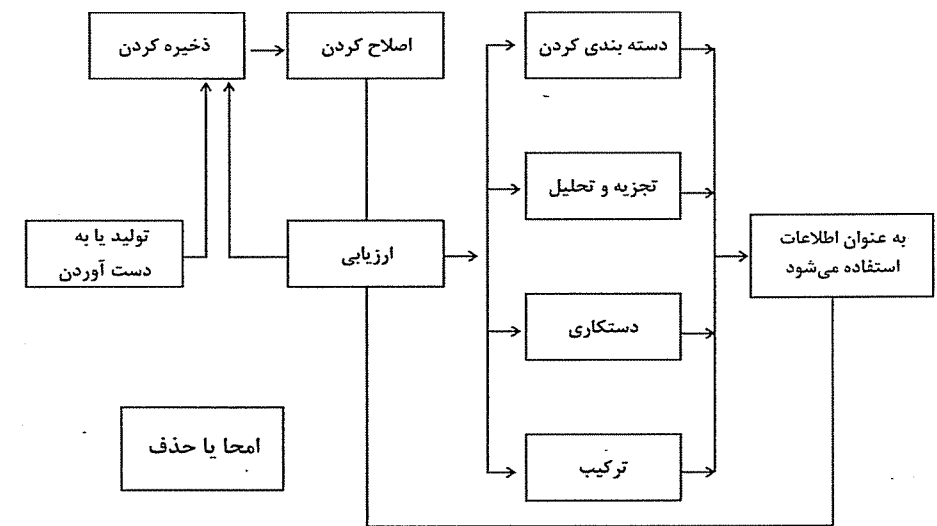 ذخیره کردن
اصلاح کردن
دسته بندی کردن
تجزیه و تحلیل
تولید یا به
دست آوردن
ارزیابی
به عنوان اطلاعات
استفاده می‌شود
دستکاری
امحا یا حذف
ترکیب